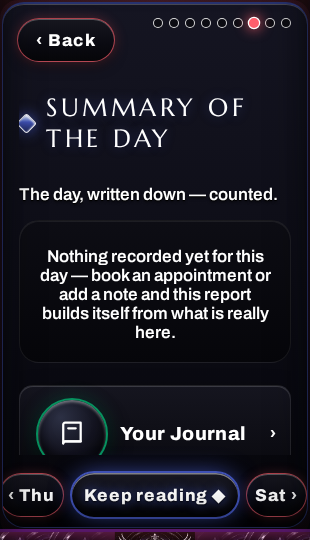 ‹ Back
SUMMARY OF
THE DAY
The day, written down — counted.
Nothing recorded yet for this
day — book an appointment or
add a note and this report
builds itself from what is really
here.
Your Journal ›
‹ Thu Keep reading ◆ Sat ›